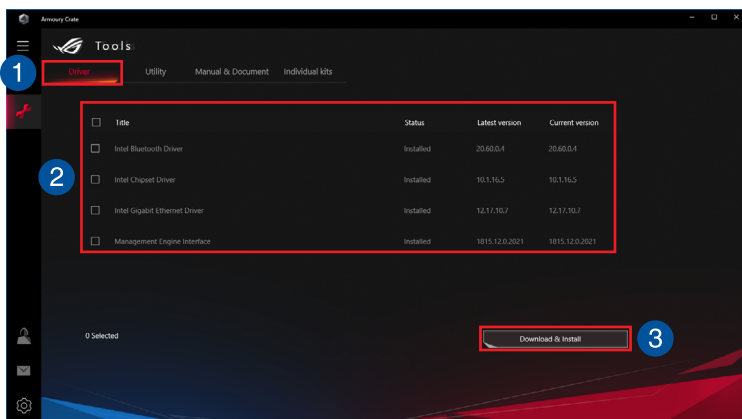 Armoury Crate
Tools
1
Driver Utility Manual & Document Individual kits
Title Status Latest version Current version
Intel Bluetooth Driver Installed 20.60.0.4 20.60.0.4
2
Intel Chipset Driver Installed 10.1.16.5 10.1.16.5
Intel Gigabit Ethernet Driver Installed 12.17.10.7 12.17.10.7
Management Engine Interface Installed 1815.12.0.2021 1815.12.0.2021
0 Selected
Download & Install
3